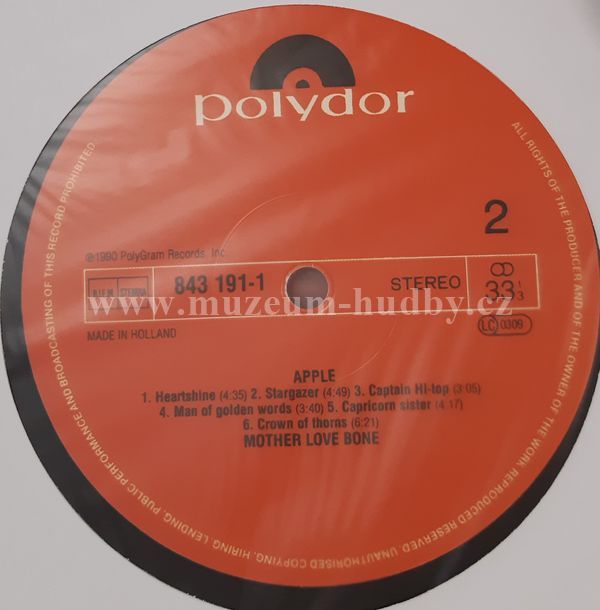 polydor
2
℗1990 PolyGram Records, Inc.
B.I.E.M. STEMRA
843 191-1
STEREO
33 1/3
LC 0309
MADE IN HOLLAND
www.muzeum-hudby.cz
APPLE
1. Heartshine (4:35) 2. Stargazer (4:49) 3. Captain Hi-top (3:05)
4. Man of golden words (3:40) 5. Capricorn sister (4:17)
6. Crown of thorns (6:21)
MOTHER LOVE BONE
ALL RIGHTS OF THE PRODUCER AND OF THE OWNER OF THE WORK REPRODUCED RESERVED. UNAUTHORISED COPYING, HIRING, LENDING, PUBLIC PERFORMANCE AND BROADCASTING OF THIS RECORD PROHIBITED.